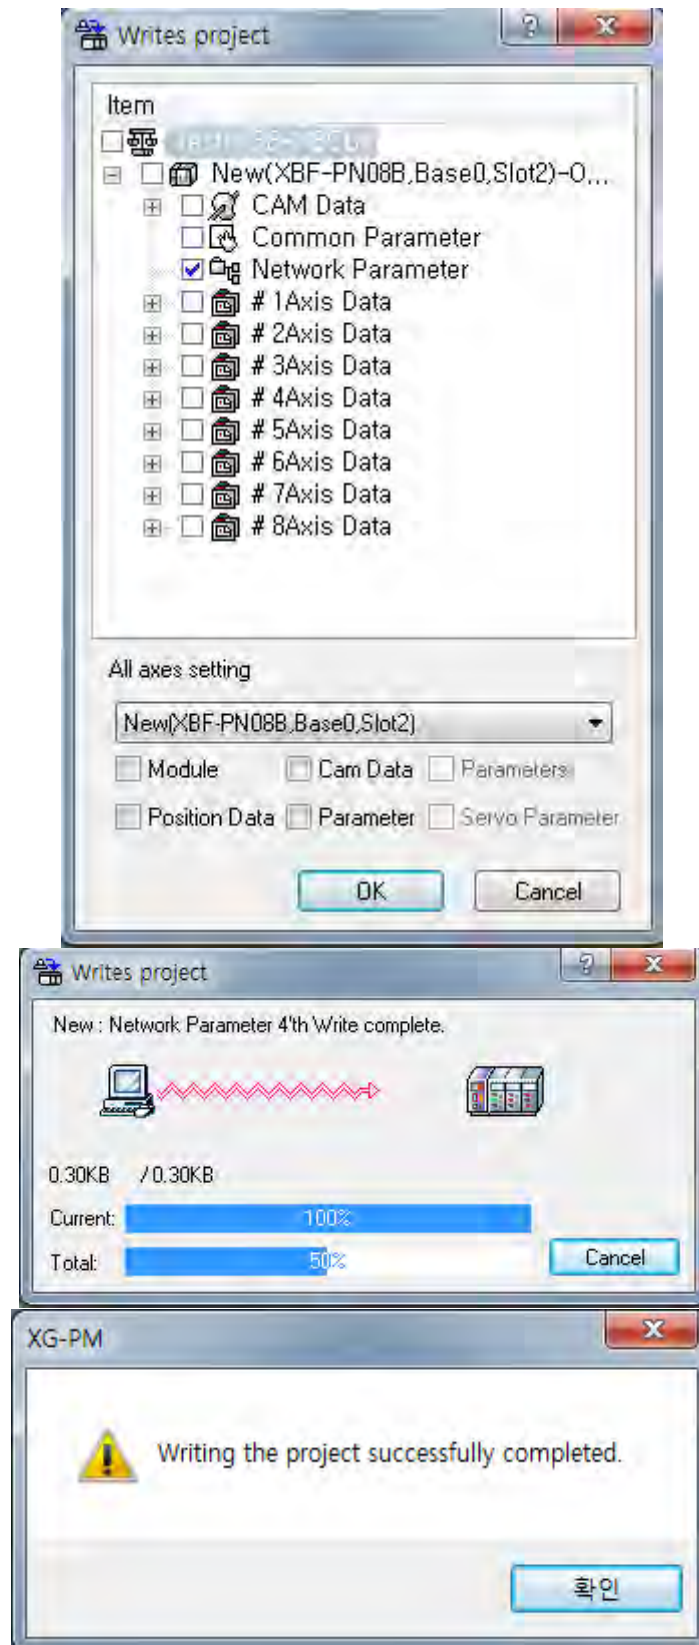 Writes project
Item
New(XBF-PN08B,Base0,Slot2)-O...
CAM Data
Common Parameter
Network Parameter
# 1Axis Data
# 2Axis Data
# 3Axis Data
# 4Axis Data
# 5Axis Data
# 6Axis Data
# 7Axis Data
# 8Axis Data
All axes setting
New(XBF-PN08B,Base0,Slot2)
Module Cam Data Parameters
Position Data Parameter Servo Parameter
OK Cancel
Writes project
New : Network Parameter 4'th Write complete.
0.30KB / 0.30KB
Current: 100%
Total: 50% Cancel
XG-PM
Writing the project successfully completed.
확인